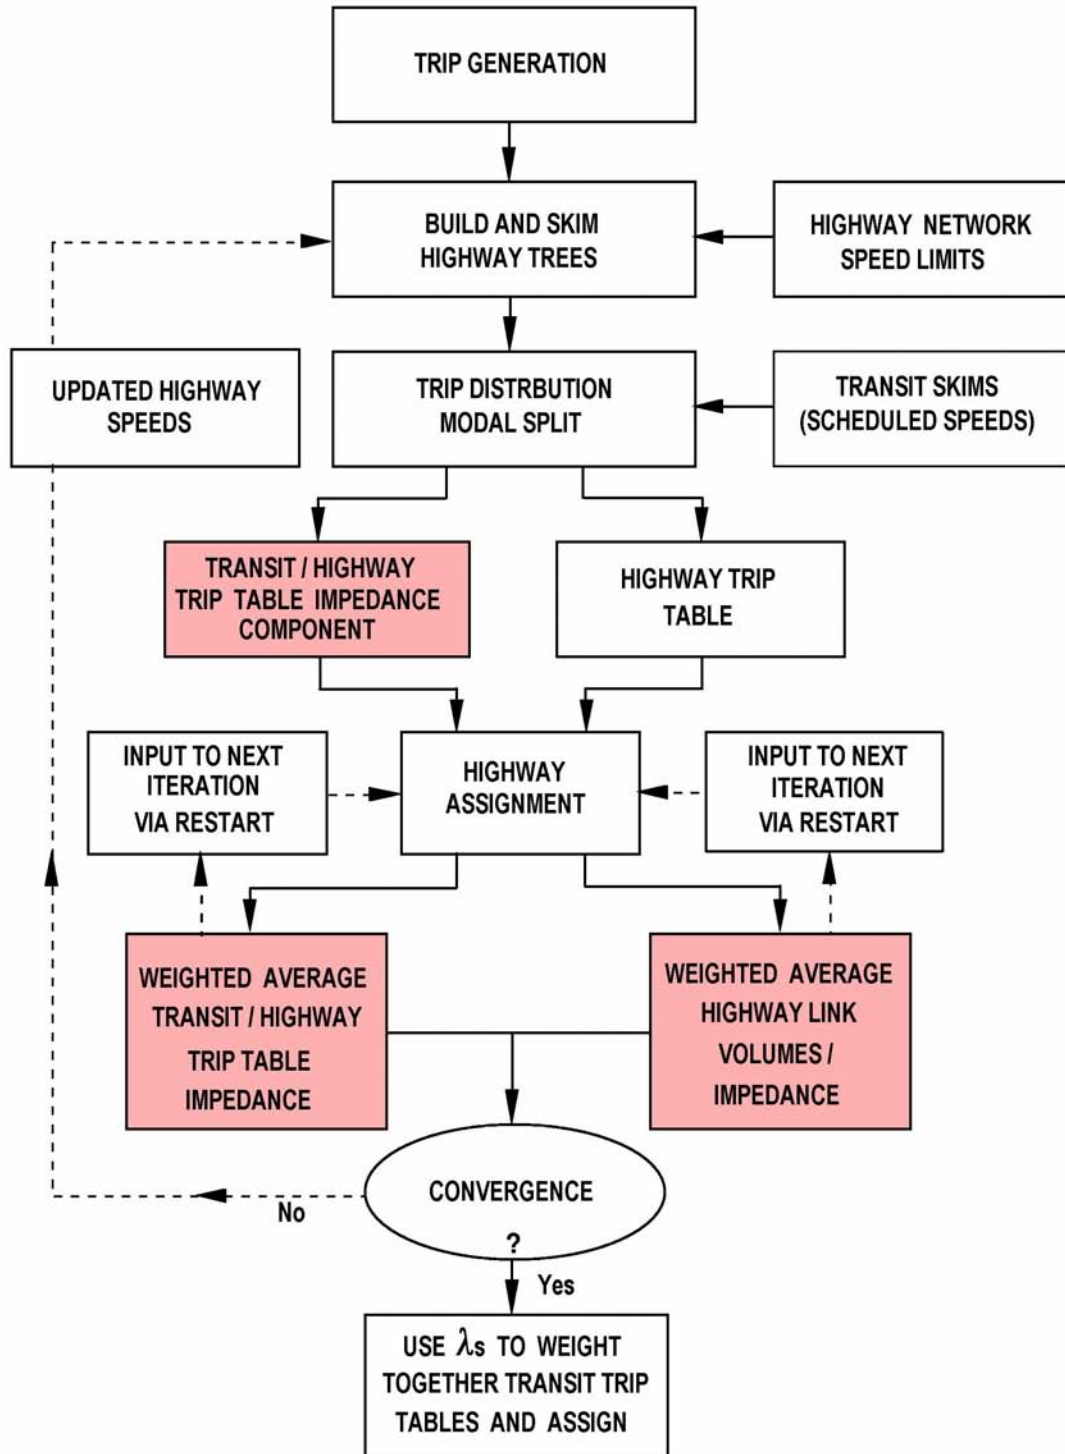 TRIP GENERATION
BUILD AND SKIM
HIGHWAY TREES
HIGHWAY NETWORK
SPEED LIMITS
UPDATED HIGHWAY
SPEEDS
TRIP DISTRBUTION
MODAL SPLIT
TRANSIT SKIMS
(SCHEDULED SPEEDS)
TRANSIT / HIGHWAY
TRIP TABLE IMPEDANCE
COMPONENT
HIGHWAY TRIP
TABLE
INPUT TO NEXT
ITERATION
VIA RESTART
HIGHWAY
ASSIGNMENT
INPUT TO NEXT
ITERATION
VIA RESTART
WEIGHTED AVERAGE
TRANSIT / HIGHWAY
TRIP TABLE
IMPEDANCE
WEIGHTED AVERAGE
HIGHWAY LINK
VOLUMES /
IMPEDANCE
CONVERGENCE
?
No
Yes
USE λs TO WEIGHT
TOGETHER TRANSIT TRIP
TABLES AND ASSIGN